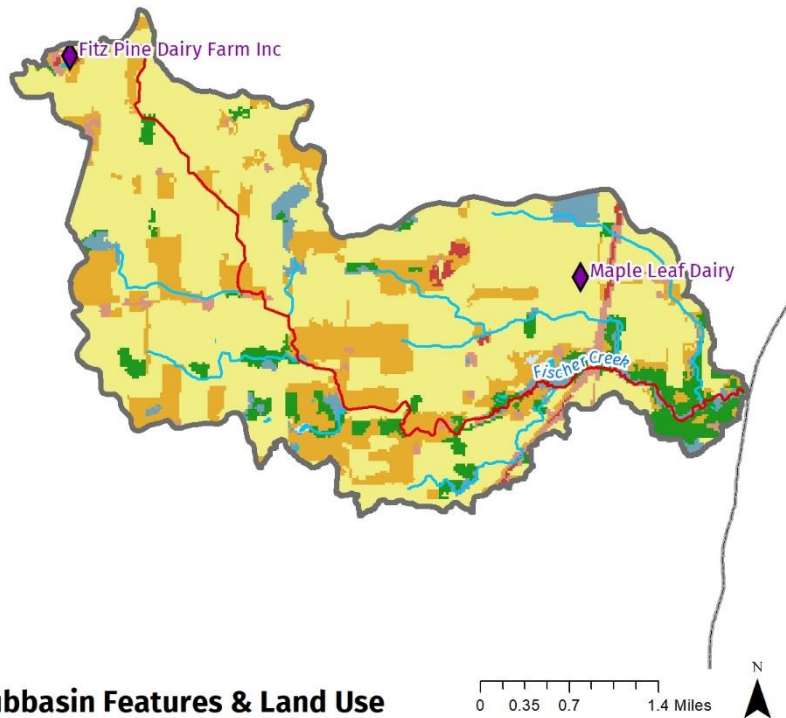 Fitz Pine Dairy Farm Inc
Maple Leaf Dairy
Fischer Creek
N
ubbasin Features & Land Use
0 0.35 0.7 1.4 Miles